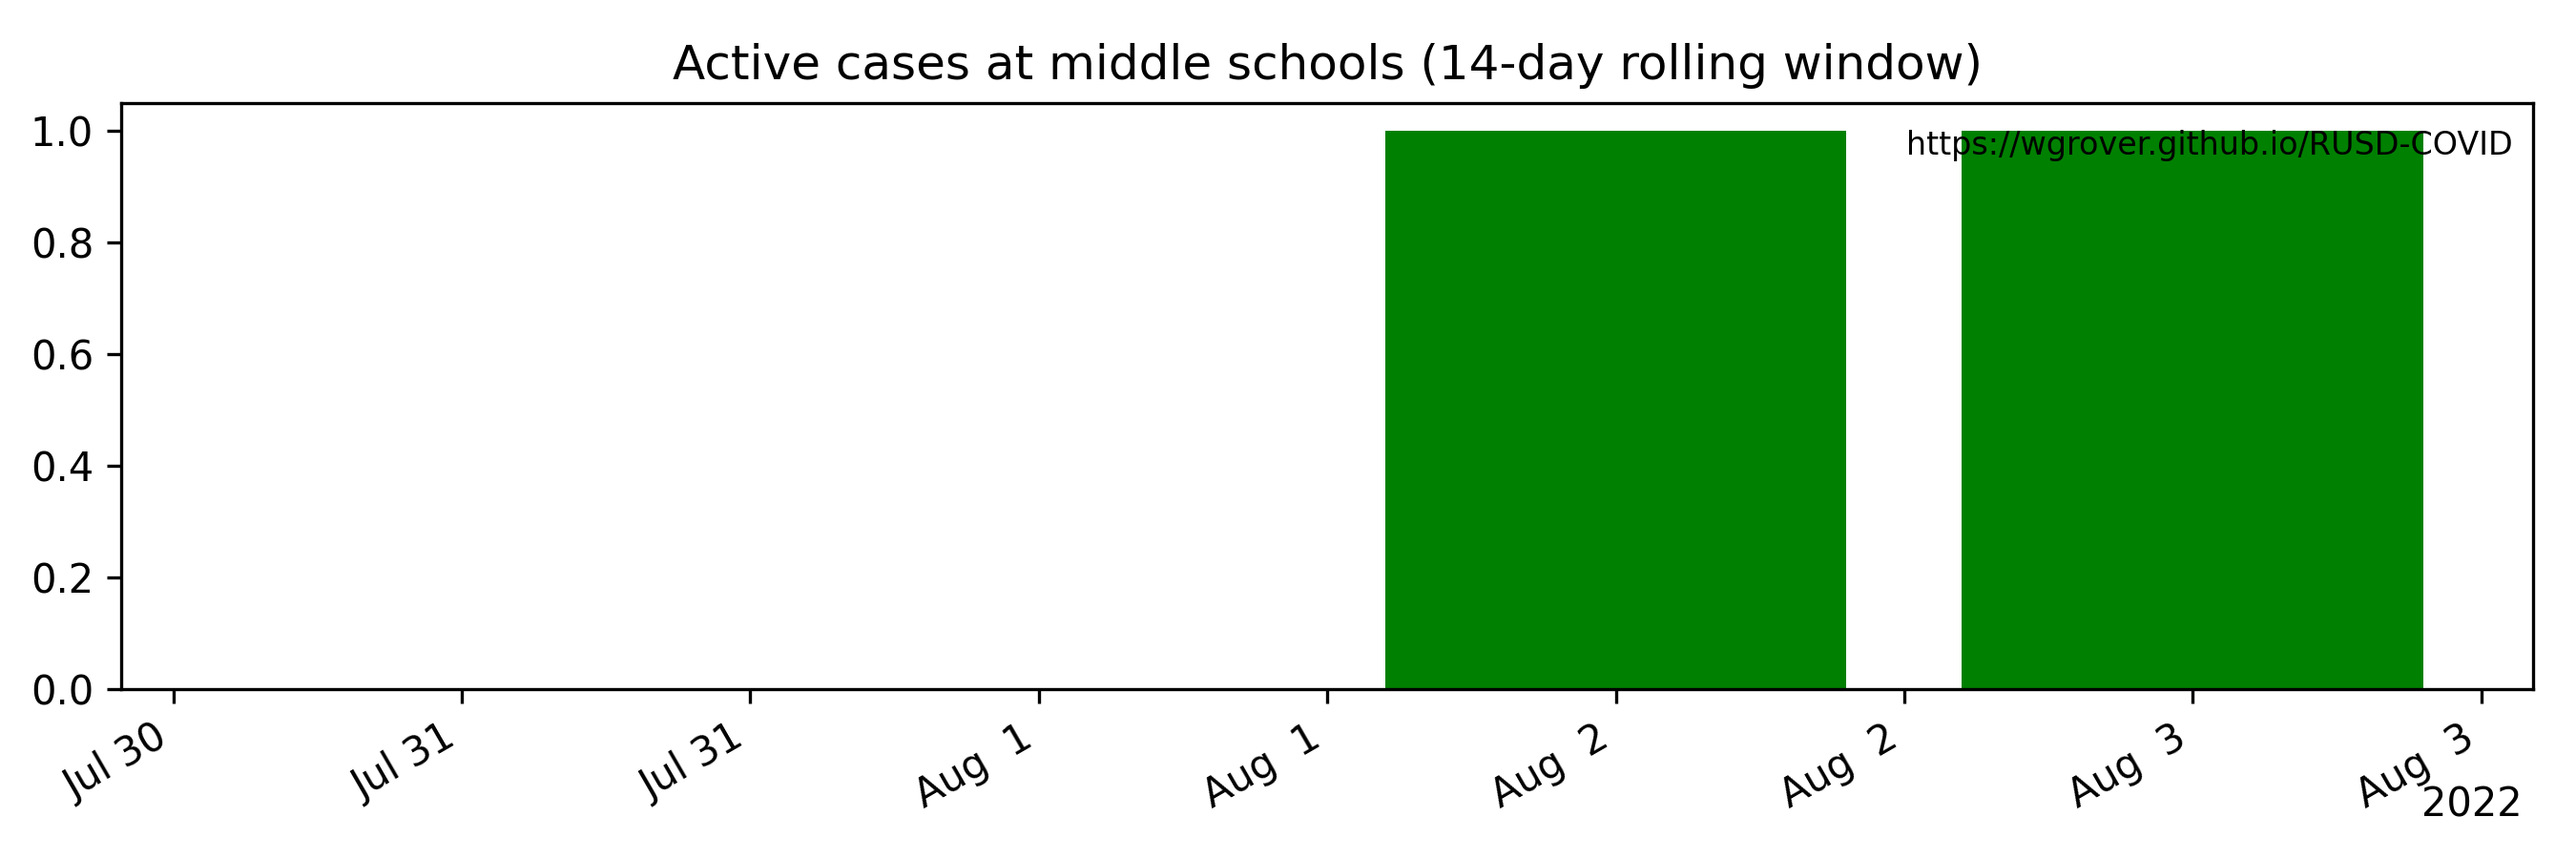 Active cases at middle schools (14-day rolling window)
https://wgrover.github.io/RUSD-COVID
1.0
0.8
0.6
0.4
0.2
0.0
Jul 30
Jul 31
Jul 31
Aug 1
Aug 1
Aug 2
Aug 2
Aug 3
Aug 3
2022